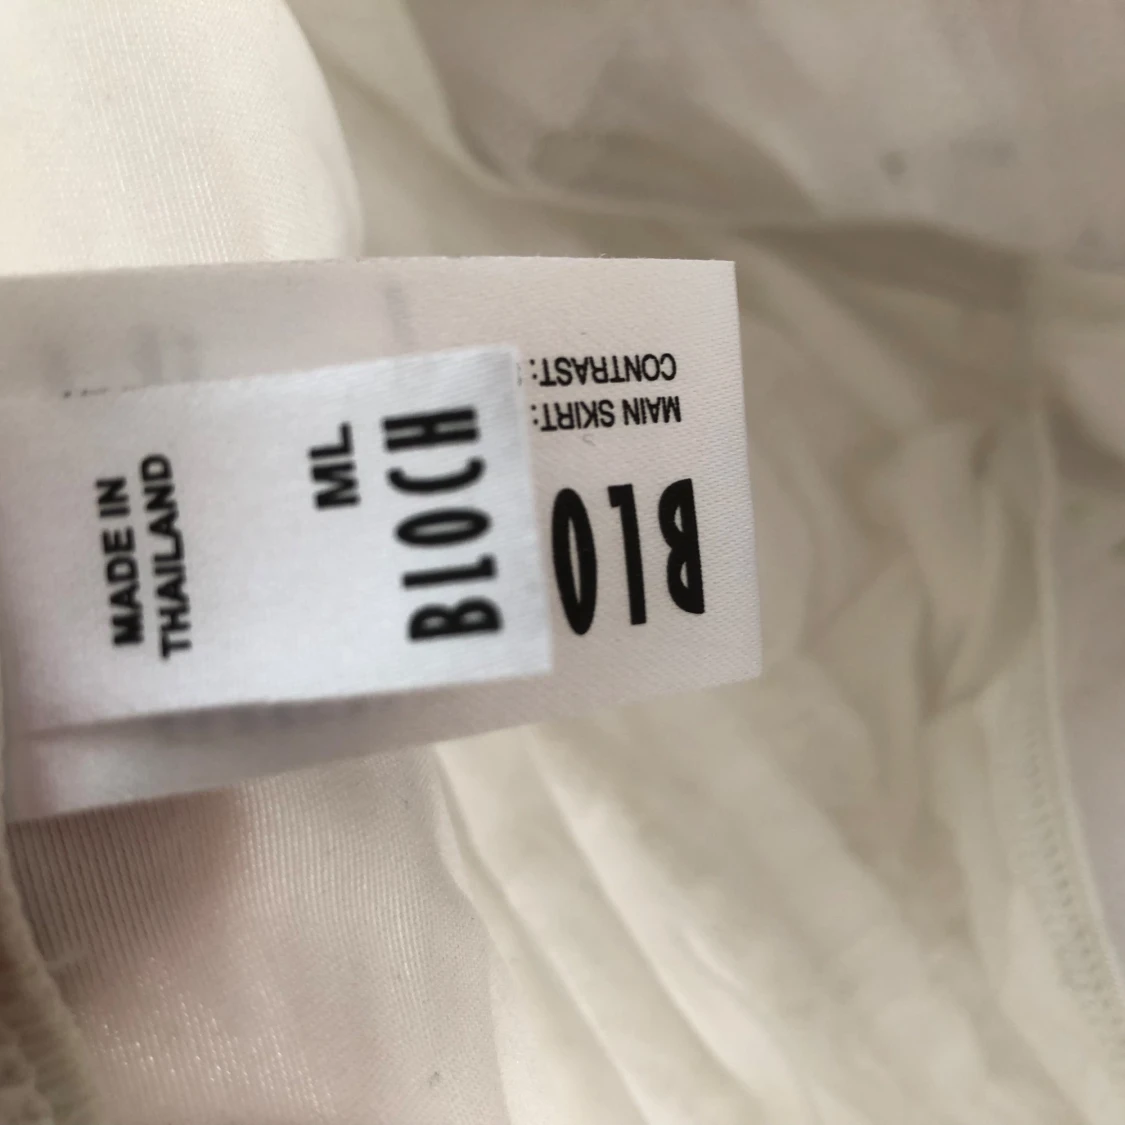 BLOCH
ML
MADE IN
THAILAND
BLO
MAIN SKIRT:
CONTRAST: